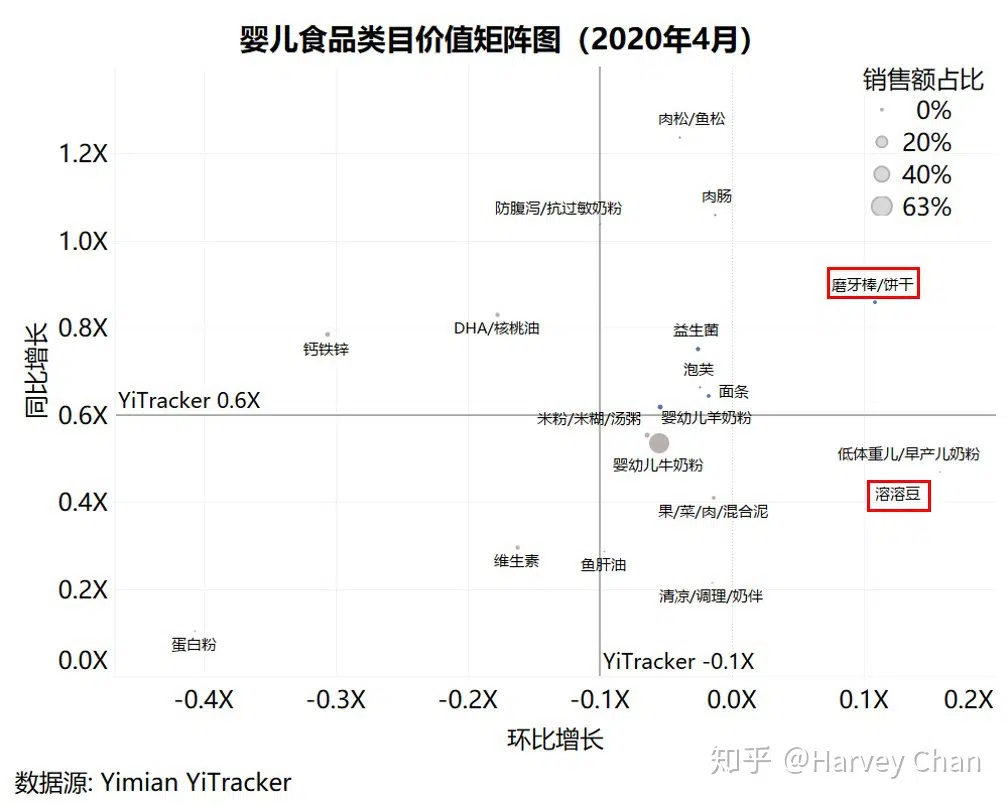 婴儿食品类目价值矩阵图（2020年4月）
销售额占比
0%
20%
40%
63%
同比增长
1.2X
1.0X
0.8X
0.6X
0.4X
0.2X
0.0X
肉松/鱼松
肉肠
防腹泻/抗过敏奶粉
磨牙棒/饼干
DHA/核桃油
益生菌
钙铁锌
泡芙
面条
YiTracker 0.6X
米粉/米糊/汤粥
婴幼儿羊奶粉
低体重儿/早产儿奶粉
婴幼儿牛奶粉
溶溶豆
果/菜/肉/混合泥
维生素
鱼肝油
清凉/调理/奶伴
蛋白粉
YiTracker -0.1X
-0.4X
-0.3X
-0.2X
-0.1X
0.0X
0.1X
0.2X
环比增长
知乎 @Harvey Chan
数据源: Yimian YiTracker